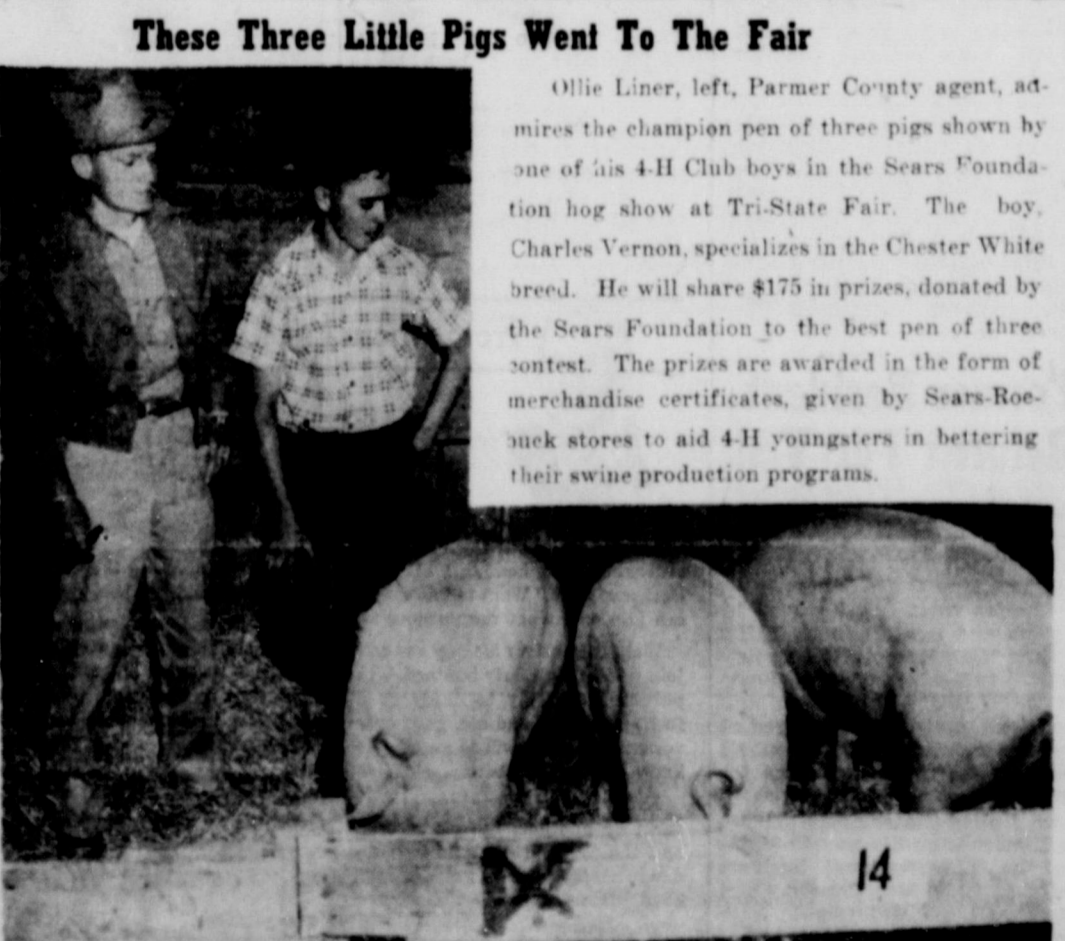 These Three Little Pigs Went To The Fair
Ollie Liner, left, Parmer County agent, ad-
mires the champion pen of three pigs shown by
one of his 4-H Club boys in the Sears Founda-
tion hog show at Tri-State Fair. The boy,
Charles Vernon, specializes in the Chester White
breed. He will share $175 in prizes, donated by
the Sears Foundation to the best pen of three
contest. The prizes are awarded in the form of
merchandise certificates, given by Sears-Roe-
buck stores to aid 4-H youngsters in bettering
their swine production programs.
X 14